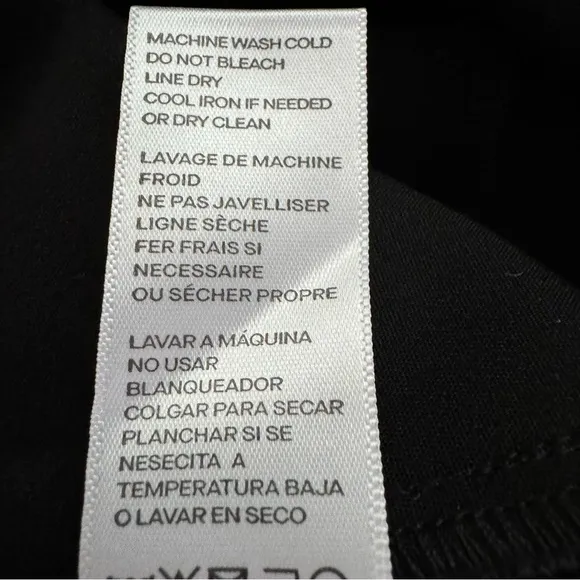 MACHINE WASH COLD
DO NOT BLEACH
LINE DRY
COOL IRON IF NEEDED
OR DRY CLEAN
LAVAGE DE MACHINE
FROID
NE PAS JAVELLISER
LIGNE SÈCHE
FER FRAIS SI
NECESSAIRE
OU SÉCHER PROPRE
LAVAR A MÁQUINA
NO USAR
BLANQUEADOR
COLGAR PARA SECAR
PLANCHAR SI SE
NESECITA A
TEMPERATURA BAJA
O LAVAR EN SECO